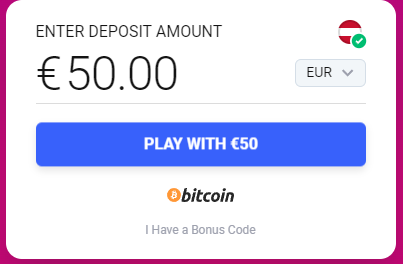 ENTER DEPOSIT AMOUNT
€50.00
EUR
PLAY WITH €50
bitcoin
I Have a Bonus Code